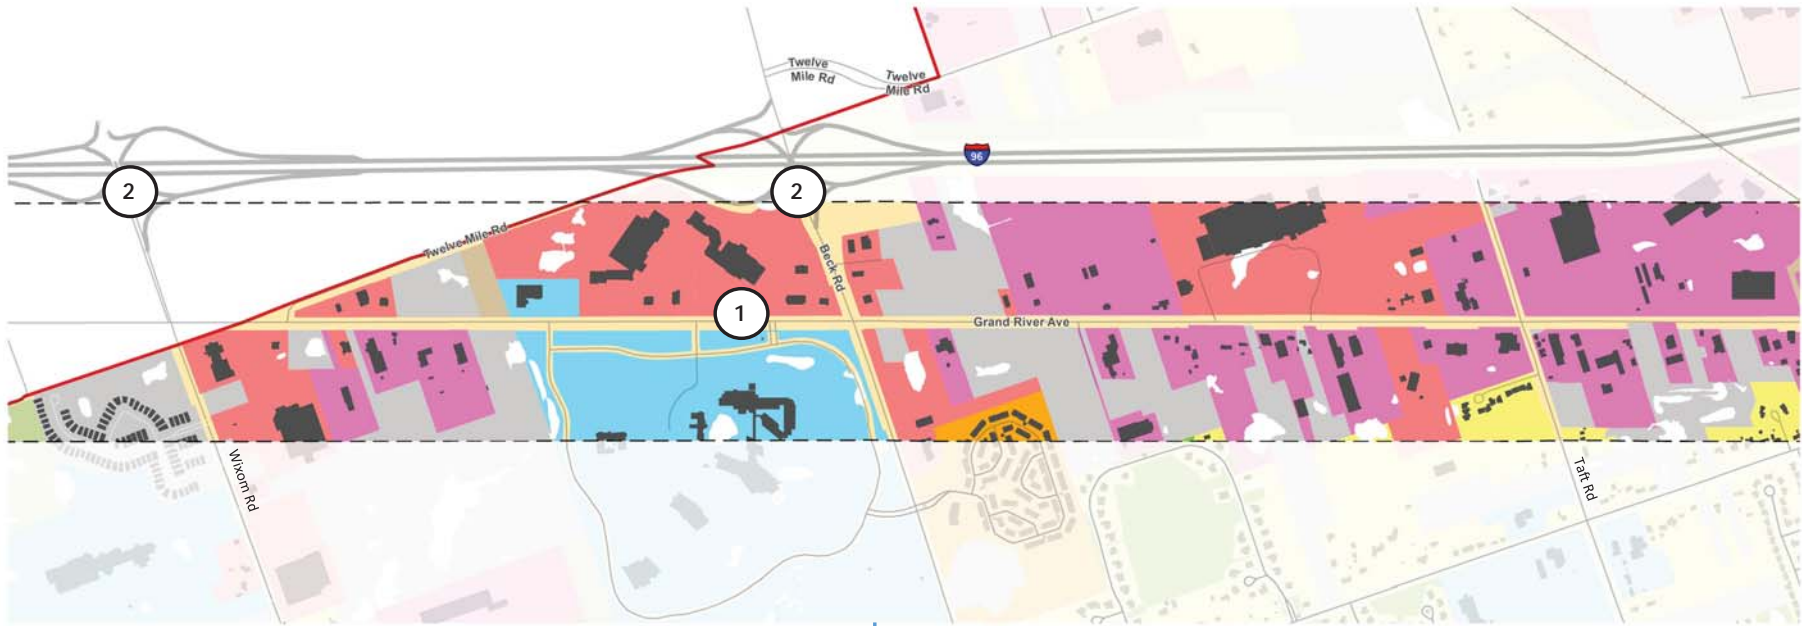 Twelve
Mile Rd
Twelve
Mile Rd
96
2
2
Twelve Mile Rd
Beck Rd
1
Grand River Ave
Wixom Rd
Taft Rd